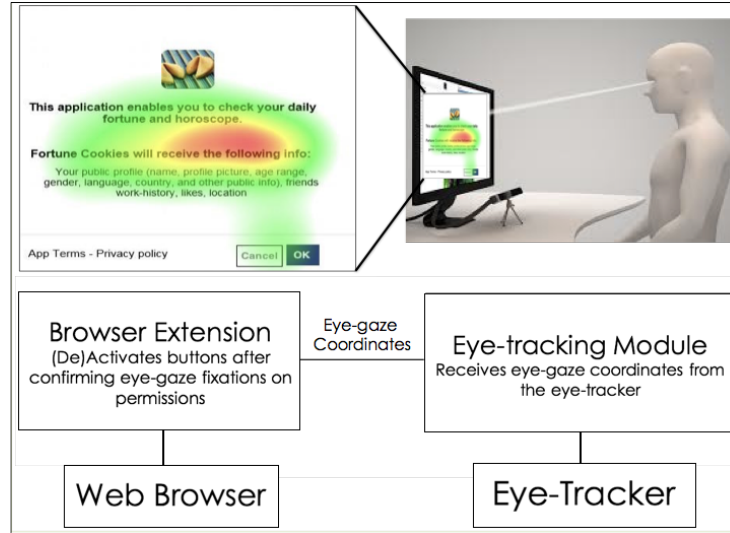 This application enables you to check your daily
fortune and horoscope.
Fortune Cookies will receive the following info:
Your public profile (name, profile picture, age range,
gender, language, country, and other public info), friends
work-history, likes, location
App Terms - Privacy policy
Cancel
OK
Browser Extension
(De)Activates buttons after
confirming eye-gaze fixations on
permissions
Eye-gaze
Coordinates
Eye-tracking Module
Receives eye-gaze coordinates from
the eye-tracker
Web Browser
Eye-Tracker